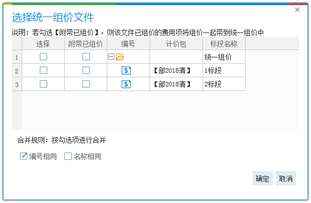 选择统一组价文件
说明：若勾选【附带已组价】，则该文件已组价的费用项将组价一起带到统一组价中
选择 附带已组价 编号 计价包 标段名称
1 统一组价
2 【部2018清】 1标段
3 【部2018清】 2标段
合并规则：按勾选项进行合并
编号相同 名称相同
确定 取消